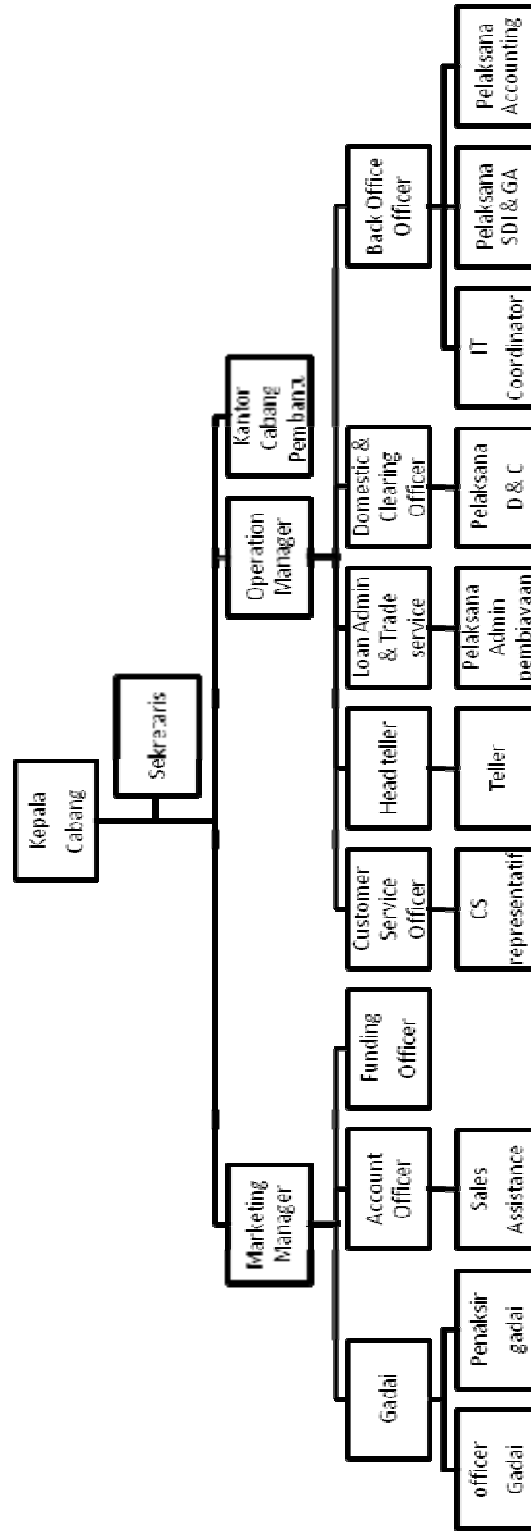 Kepala
Cabang
Sekretaris
Marketing
Manager
Operation
Manager
Kantor
Cabang
Pembantu
Gadai
Account
Officer
Funding
Officer
Customer
Service
Officer
Head teller
Loan Admin
& Trade
service
Domestic &
Clearing
Officer
Back Office
Officer
officer
Gadai
Penaksir
gadai
Sales
Assistance
CS
representatif
Teller
Pelaksana
Admin
pembiayaan
Pelaksana
D & C
IT
Coordinator
Pelaksana
SDI & GA
Pelaksana
Accounting